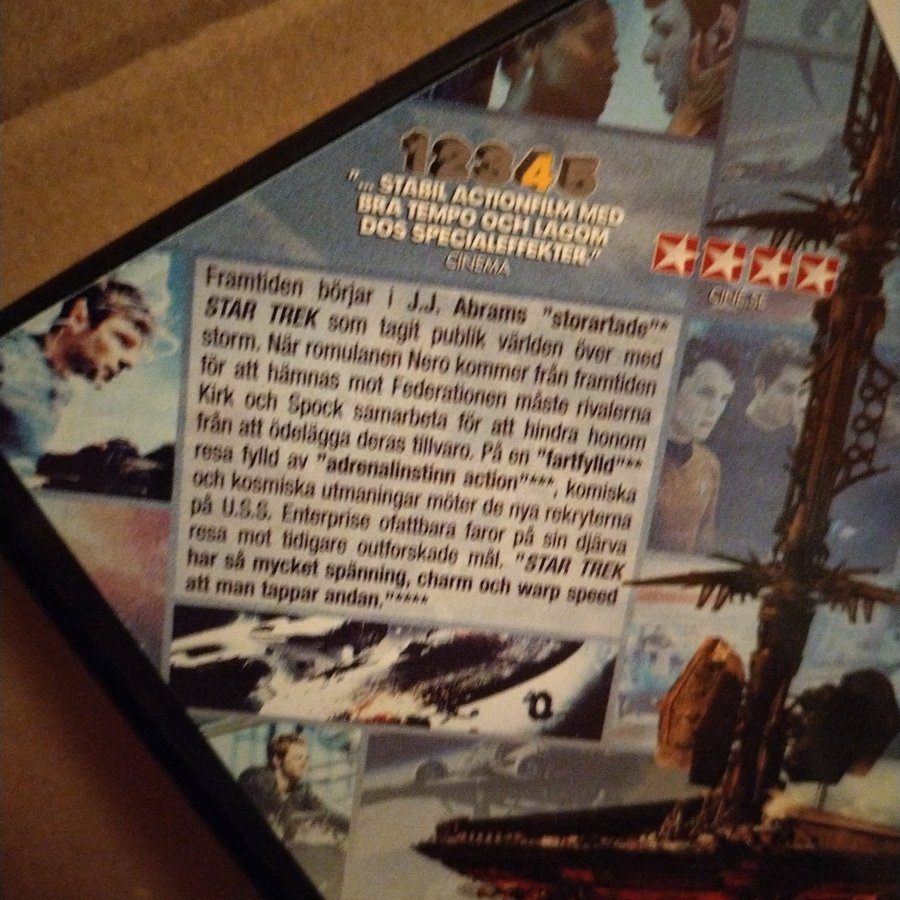 12345
"... STABIL ACTIONFILM MED
BRA TEMPO OCH LAGOM
DOS SPECIALEFFEKTER."
CINEMA
Framtiden börjar i J.J. Abrams "storartade"*
STAR TREK som tagit publik världen över med
storm. När romulanen Nero kommer från framtiden
för att hämnas mot Federationen måste rivalerna
Kirk och Spock samarbeta för att hindra honom
från att ödelägga deras tillvaro. På en "fartfylld"**
resa fylld av "adrenalinstinn action"***, komiska
och kosmiska utmaningar möter de nya rekryterna
på U.S.S. Enterprise ofattbara faror på sin djärva
resa mot tidigare outforskade mål. "STAR TREK
har så mycket spänning, charm och warp speed
att man tappar andan."****